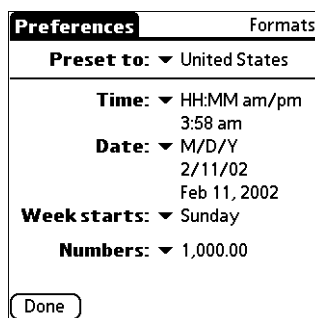 Preferences Formats
Preset to: United States
Time: HH:MM am/pm
3:58 am
Date: M/D/Y
2/11/02
Feb 11, 2002
Week starts: Sunday
Numbers: 1,000.00
Done